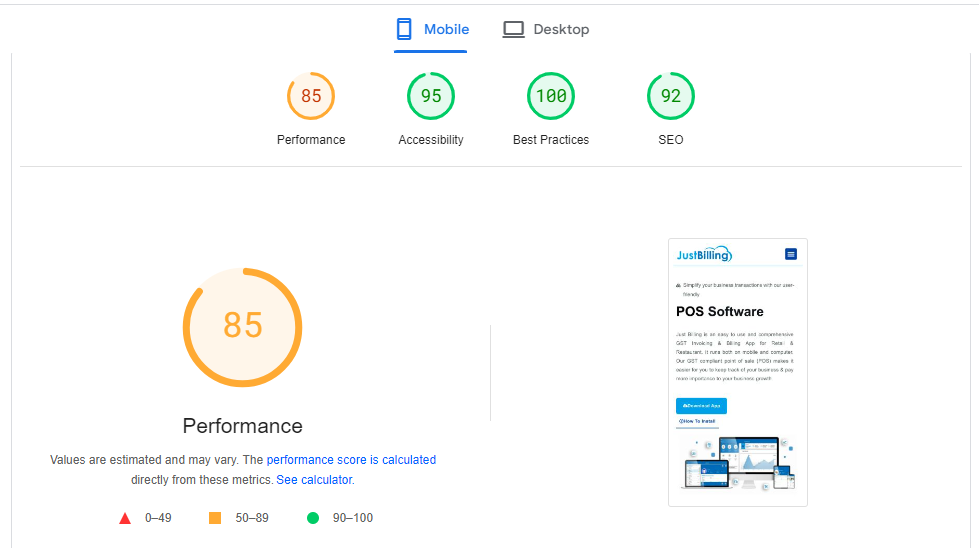 Mobile Desktop
85 95 100 92
Performance Accessibility Best Practices SEO
85
Performance
Values are estimated and may vary. The performance score is calculated
directly from these metrics. See calculator.
0–49 50–89 90–100
JustBilling
Simplify your business transactions with our user-
friendly
POS Software
Just Billing is an easy to use and comprehensive
GST Invoicing & Billing App for Retail &
Restaurant. It runs both on mobile and computer.
Our GST compliant point of sale (POS) makes it
easier for you to keep track of your business & pay
more importance to your business growth
Download App
How To Install